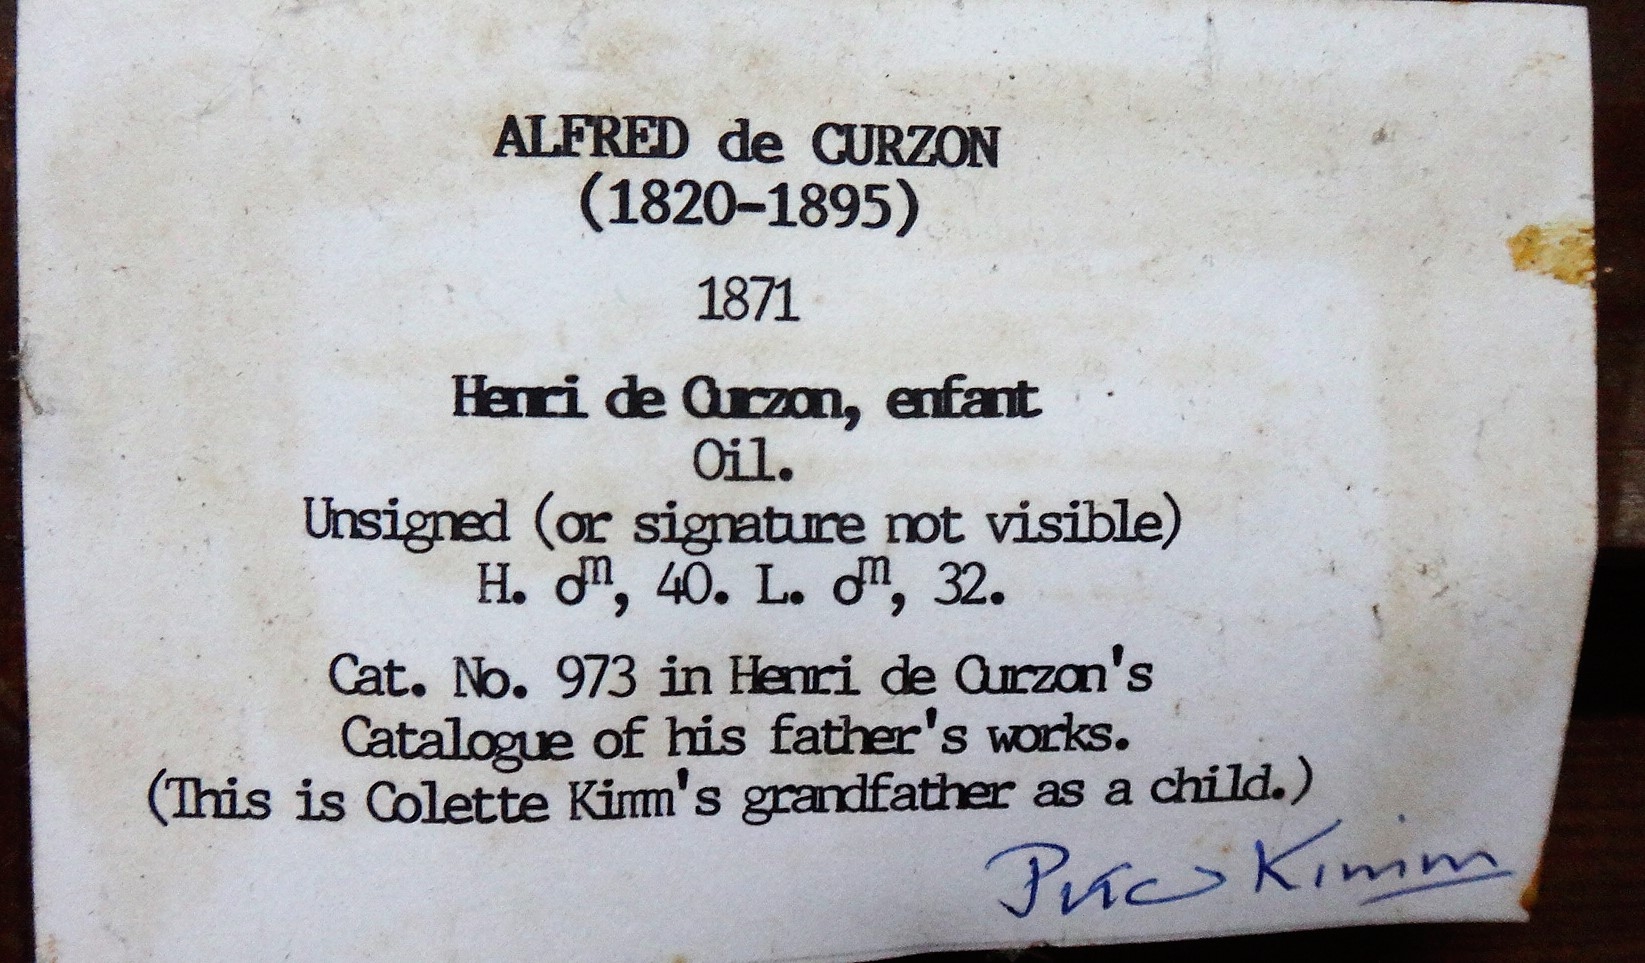 ALFRED de CURZON
(1820-1895)
1871
Henri de Curzon, enfant
Oil.
Unsigned (or signature not visible)
H. oᵐ, 40. L. oᵐ, 32.
Cat. No. 973 in Henri de Curzon's
Catalogue of his father's works.
(This is Colette Kimm's grandfather as a child.)
Kimm